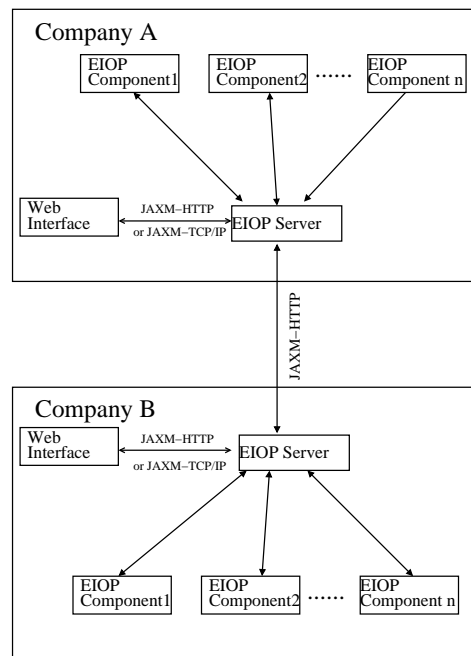 Company A
EIOP
Component1
EIOP
Component2
......
EIOP
Component n
Web
Interface
JAXM–HTTP
or JAXM–TCP/IP
EIOP Server
JAXM–HTTP
Company B
Web
Interface
JAXM–HTTP
or JAXM–TCP/IP
EIOP Server
EIOP
Component1
EIOP
Component2
......
EIOP
Component n